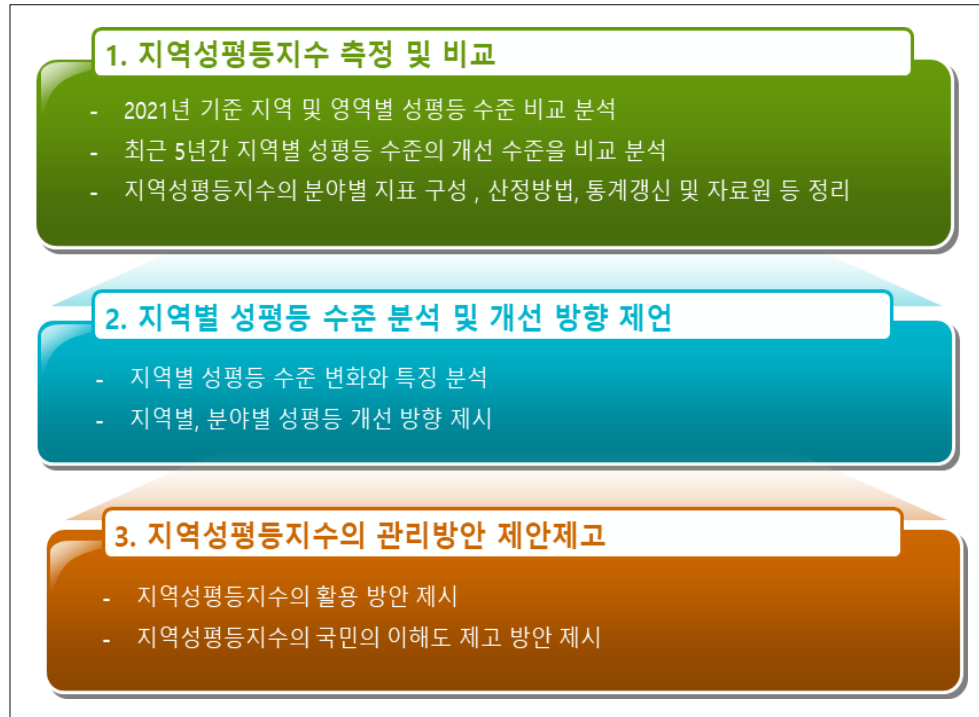 1. 지역성평등지수 측정 및 비교
- 2021년 기준 지역 및 영역별 성평등 수준 비교 분석
- 최근 5년간 지역별 성평등 수준의 개선 수준을 비교 분석
- 지역성평등지수의 분야별 지표 구성 , 산정방법, 통계갱신 및 자료원 등 정리
2. 지역별 성평등 수준 분석 및 개선 방향 제언
- 지역별 성평등 수준 변화와 특징 분석
- 지역별, 분야별 성평등 개선 방향 제시
3. 지역성평등지수의 관리방안 제안제고
- 지역성평등지수의 활용 방안 제시
- 지역성평등지수의 국민의 이해도 제고 방안 제시